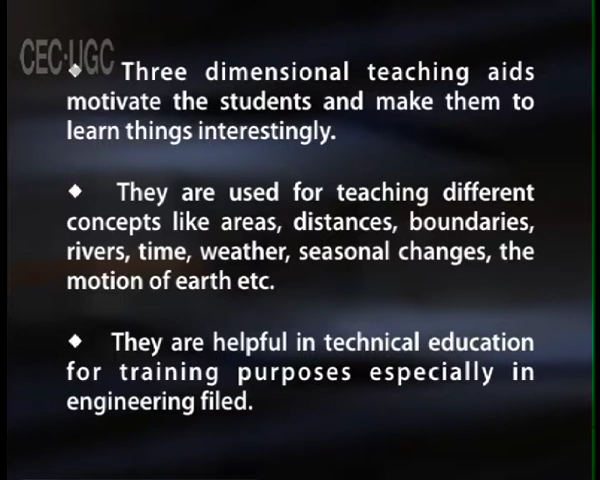 CEC-UGC
◆ Three dimensional teaching aids
motivate the students and make them to
learn things interestingly.
◆ They are used for teaching different
concepts like areas, distances, boundaries,
rivers, time, weather, seasonal changes, the
motion of earth etc.
◆ They are helpful in technical education
for training purposes especially in
engineering filed.